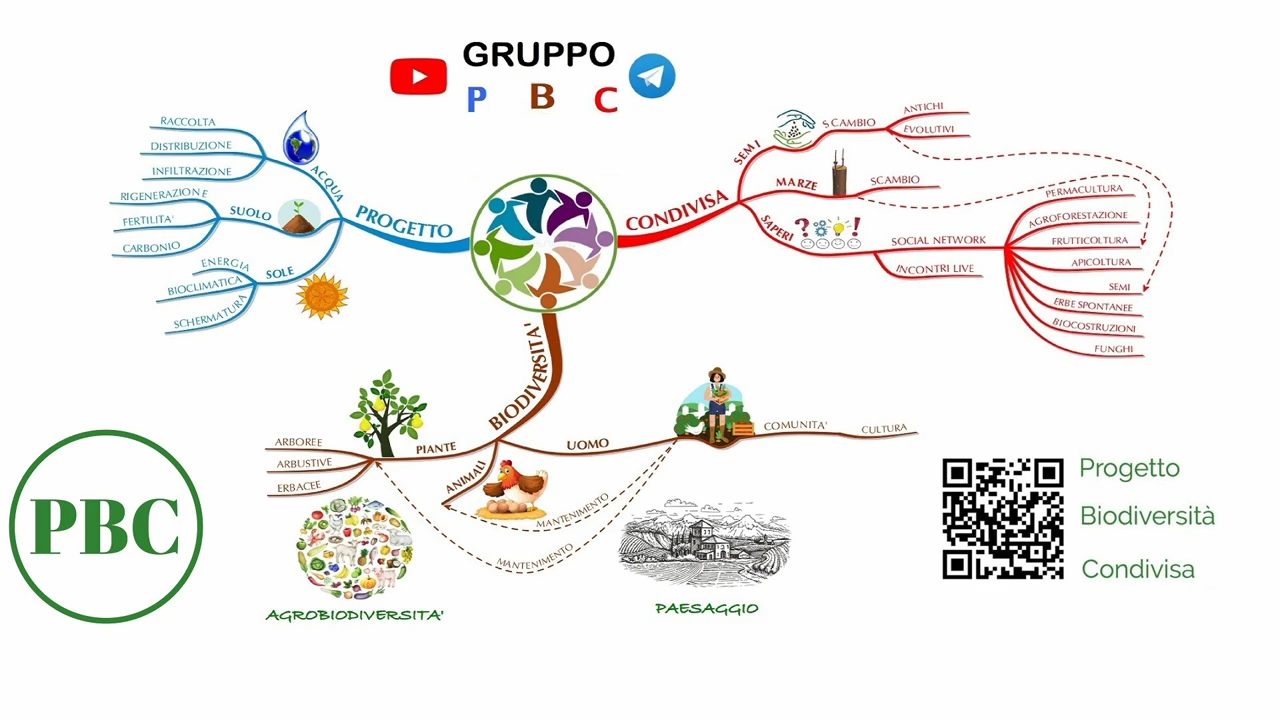 GRUPPO
P B C
RACCOLTA
DISTRIBUZIONE
INFILTRAZIONE
ACQUA
RIGENERAZIONE
FERTILITA'
CARBONIO
SUOLO
ENERGIA
BIOCLIMATICA
SCHERMATURA
SOLE
PROGETTO
CONDIVISA
SEMI
SCAMBIO
ANTICHI
EVOLUTIVI
MARZE
SCAMBIO
SAPERI
SOCIAL NETWORK
INCONTRI LIVE
PERMACULTURA
AGROFORESTAZIONE
FRUTTICOLTURA
APICOLTURA
SEMI
ERBE SPONTANEE
BIOCOSTRUZIONI
FUNGHI
BIODIVERSITA'
PIANTE
ARBOREE
ARBUSTIVE
ERBACEE
ANIMALI
UOMO
COMUNITA'
CULTURA
MANTENIMENTO
MANTENIMENTO
AGROBIODIVERSITA'
PAESAGGIO
PBC
Progetto
Biodiversità
Condivisa